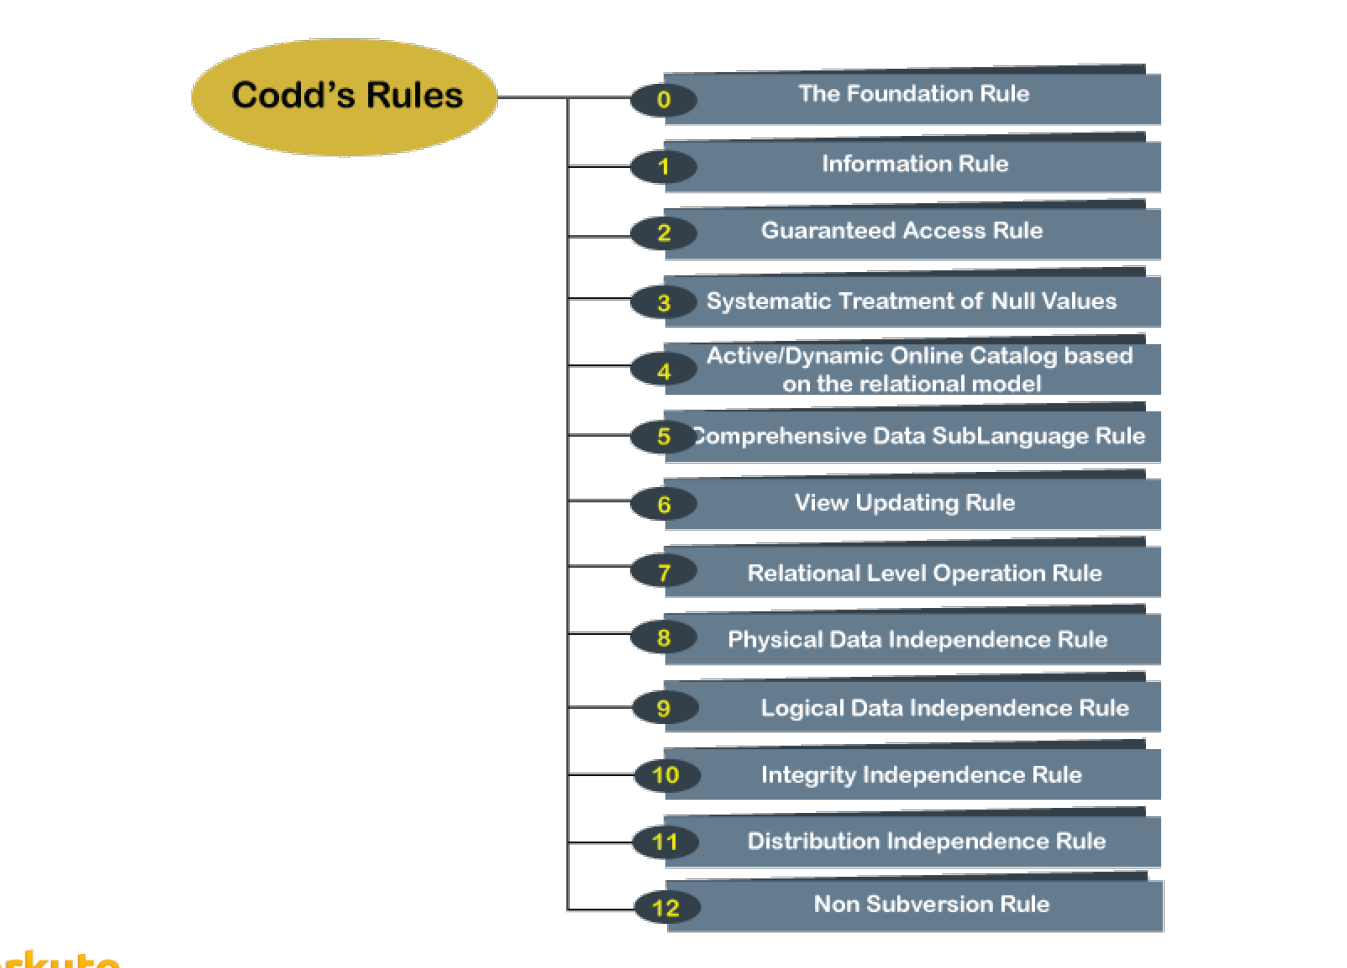 Codd's Rules
0 The Foundation Rule
1 Information Rule
2 Guaranteed Access Rule
3 Systematic Treatment of Null Values
4 Active/Dynamic Online Catalog based
on the relational model
5 Comprehensive Data SubLanguage Rule
6 View Updating Rule
7 Relational Level Operation Rule
8 Physical Data Independence Rule
9 Logical Data Independence Rule
10 Integrity Independence Rule
11 Distribution Independence Rule
12 Non Subversion Rule